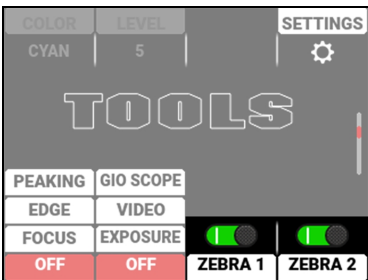 COLOR LEVEL SETTINGS
CYAN 5
TOOLS
PEAKING GIO SCOPE
EDGE VIDEO
FOCUS EXPOSURE
OFF OFF ZEBRA 1 ZEBRA 2